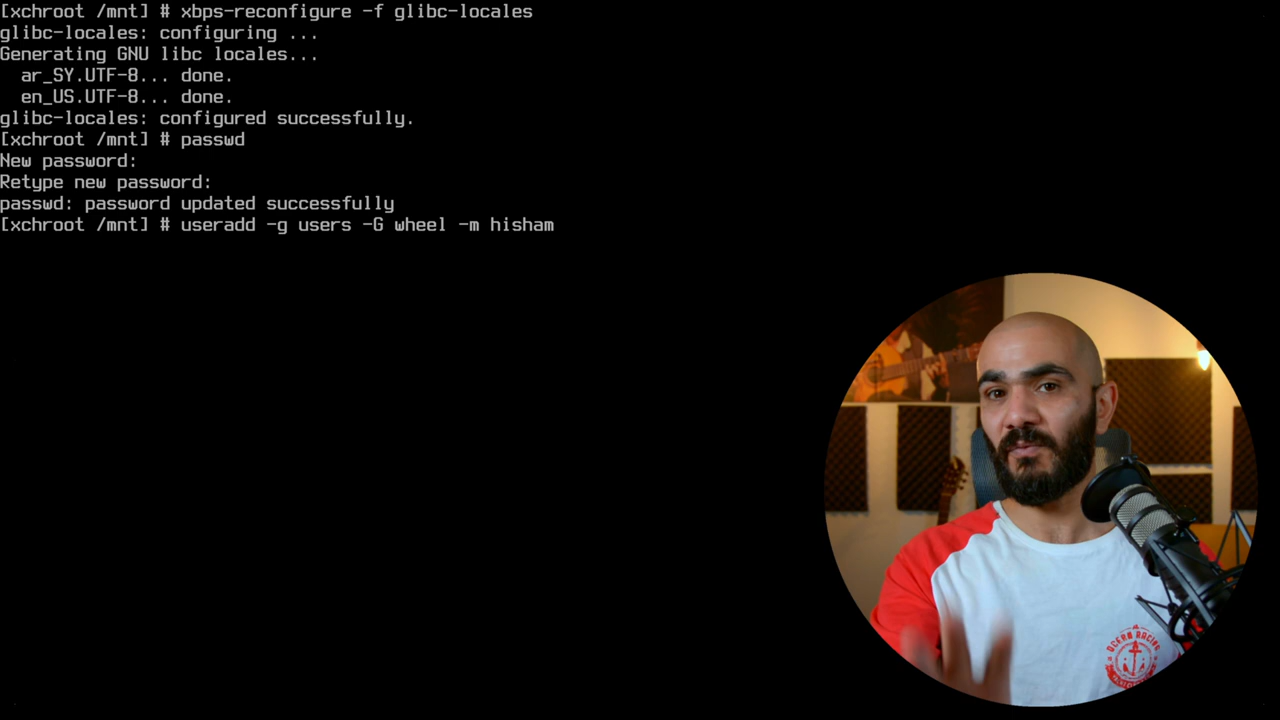 [xchroot /mnt] # xbps-reconfigure -f glibc-locales
glibc-locales: configuring ...
Generating GNU libc locales...
  ar_SY.UTF-8... done.
  en_US.UTF-8... done.
glibc-locales: configured successfully.
[xchroot /mnt] # passwd
New password:
Retype new password:
passwd: password updated successfully
[xchroot /mnt] # useradd -g users -G wheel -m hisham
OCEAN RACING